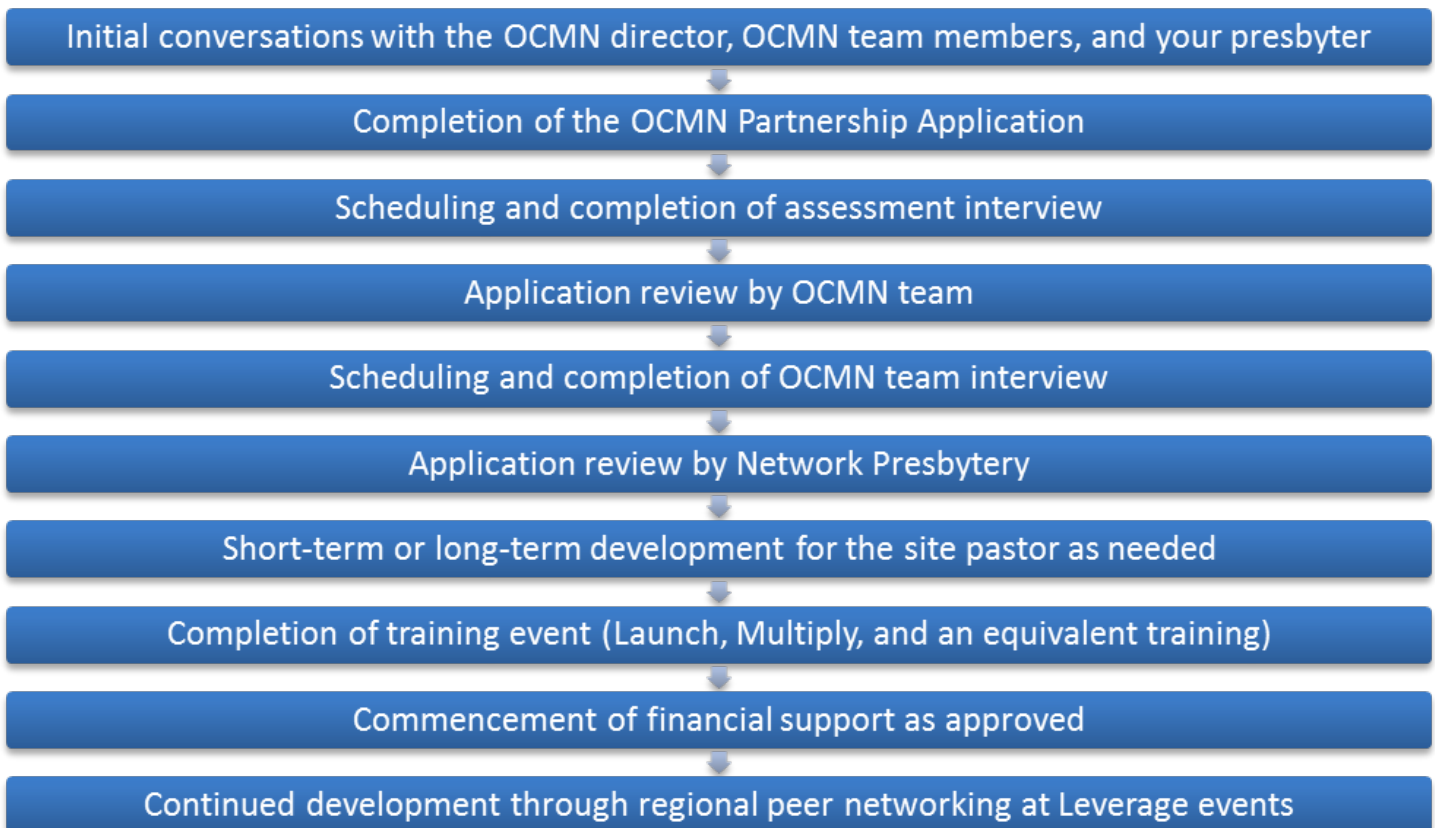 Initial conversations with the OCMN director, OCMN team members, and your presbyter
Completion of the OCMN Partnership Application
Scheduling and completion of assessment interview
Application review by OCMN team
Scheduling and completion of OCMN team interview
Application review by Network Presbytery
Short-term or long-term development for the site pastor as needed
Completion of training event (Launch, Multiply, and an equivalent training)
Commencement of financial support as approved
Continued development through regional peer networking at Leverage events